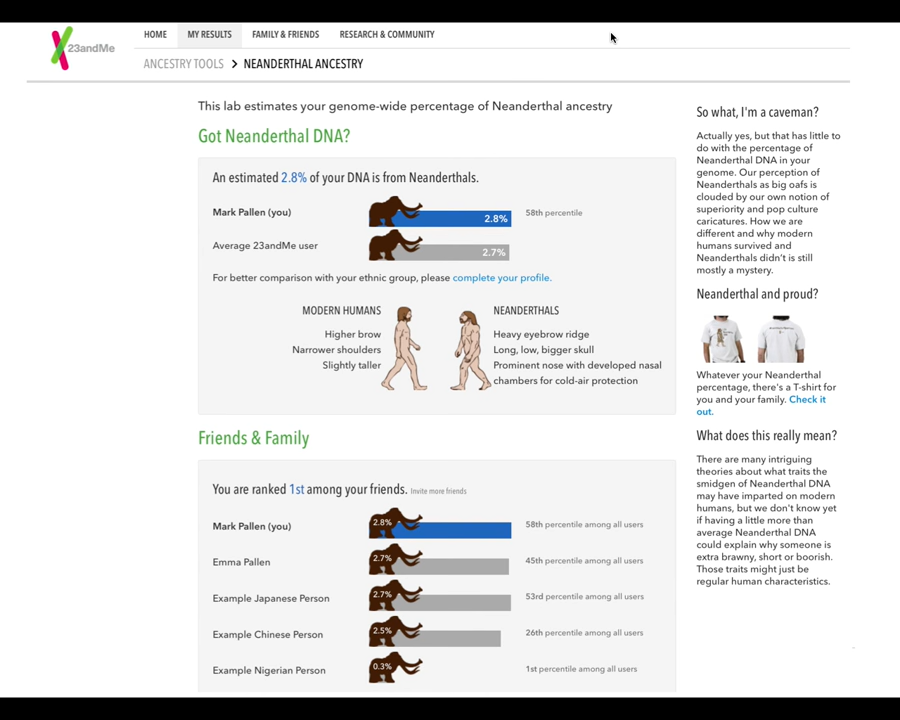 23andMe
HOME
MY RESULTS
FAMILY & FRIENDS
RESEARCH & COMMUNITY
ANCESTRY TOOLS > NEANDERTHAL ANCESTRY
This lab estimates your genome-wide percentage of Neanderthal ancestry
Got Neanderthal DNA?
An estimated 2.8% of your DNA is from Neanderthals.
Mark Pallen (you)
2.8%
58th percentile
Average 23andMe user
2.7%
For better comparison with your ethnic group, please complete your profile.
MODERN HUMANS
Higher brow
Narrower shoulders
Slightly taller
NEANDERTHALS
Heavy eyebrow ridge
Long, low, bigger skull
Prominent nose with developed nasal
chambers for cold-air protection
Friends & Family
You are ranked 1st among your friends. Invite more friends
Mark Pallen (you)
2.8%
58th percentile among all users
Emma Pallen
2.7%
45th percentile among all users
Example Japanese Person
2.7%
53rd percentile among all users
Example Chinese Person
2.5%
26th percentile among all users
Example Nigerian Person
0.3%
1st percentile among all users
So what, I'm a caveman?
Actually yes, but that has little to
do with the percentage of
Neanderthal DNA in your
genome. Our perception of
Neanderthals as big oafs is
clouded by our own notion of
superiority and pop culture
caricatures. How we are
different and why modern
humans survived and
Neanderthals didn't is still
mostly a mystery.
Neanderthal and proud?
Whatever your Neanderthal
percentage, there's a T-shirt for
you and your family. Check it
out.
What does this really mean?
There are many intriguing
theories about what traits the
smidgen of Neanderthal DNA
may have imparted on modern
humans, but we don't know yet
if having a little more than
average Neanderthal DNA
could explain why someone is
extra brawny, short or boorish.
Those traits might just be
regular human characteristics.